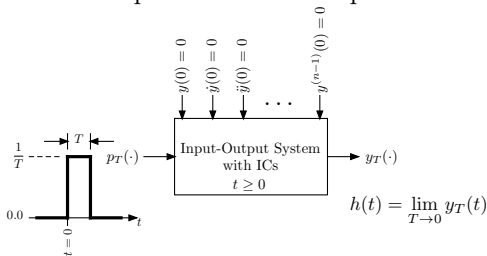 y(0) = 0
ẏ(0) = 0
ÿ(0) = 0
. . .
y^(n−1)(0) = 0
T
1/T
p_T(·)
Input-Output System
with ICs
t ≥ 0
y_T(·)
0.0
t
t = 0
h(t) = lim_{T→0} y_T(t)